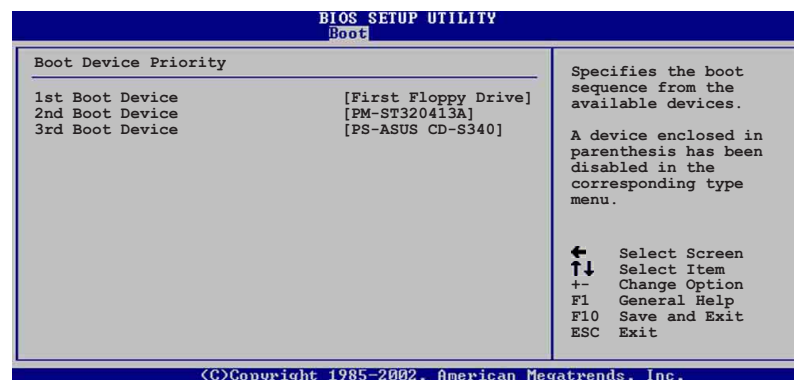 BIOS SETUP UTILITY
Boot
Boot Device Priority
1st Boot Device [First Floppy Drive]
2nd Boot Device [PM-ST320413A]
3rd Boot Device [PS-ASUS CD-S340]
Specifies the boot
sequence from the
available devices.
A device enclosed in
parenthesis has been
disabled in the
corresponding type
menu.
← Select Screen
↑↓ Select Item
+- Change Option
F1 General Help
F10 Save and Exit
ESC Exit
(C)Copyright 1985-2002, American Megatrends, Inc.